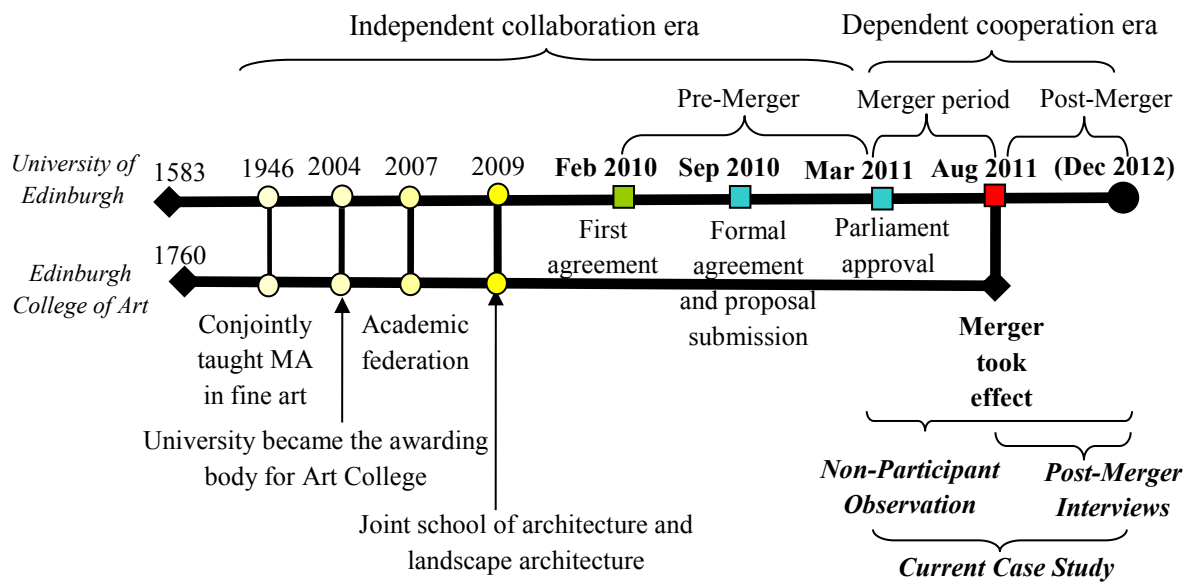 Independent collaboration era
Dependent cooperation era
Pre-Merger
Merger period
Post-Merger
University of
Edinburgh
1583
1946
2004
2007
2009
Feb 2010
Sep 2010
Mar 2011
Aug 2011
(Dec 2012)
First
agreement
Formal
agreement
and proposal
submission
Parliament
approval
Edinburgh
College of Art
1760
Conjointly
taught MA
in fine art
Academic
federation
Merger
took
effect
University became the awarding
body for Art College
Joint school of architecture and
landscape architecture
Non-Participant
Observation
Post-Merger
Interviews
Current Case Study